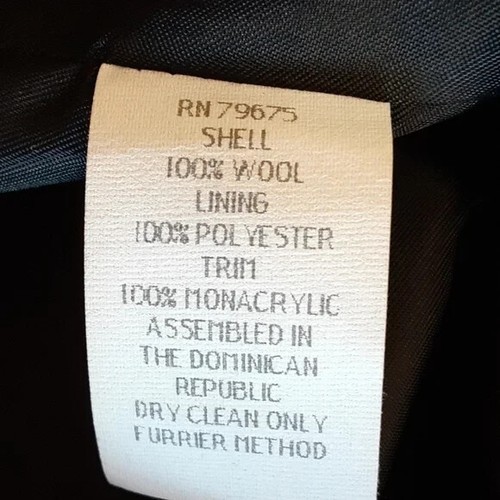 RN 79675
SHELL
100% WOOL
LINING
100% POLYESTER
TRIM
100% MONACRYLIC
ASSEMBLED IN
THE DOMINICAN
REPUBLIC
DRY CLEAN ONLY
FURRIER METHOD